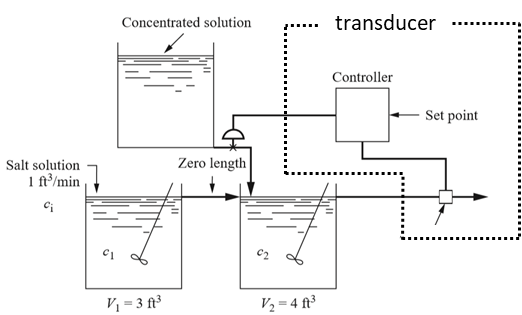 Concentrated solution
transducer
Controller
Set point
Salt solution
1 ft³/min
cᵢ
Zero length
c₁
c₂
V₁ = 3 ft³
V₂ = 4 ft³